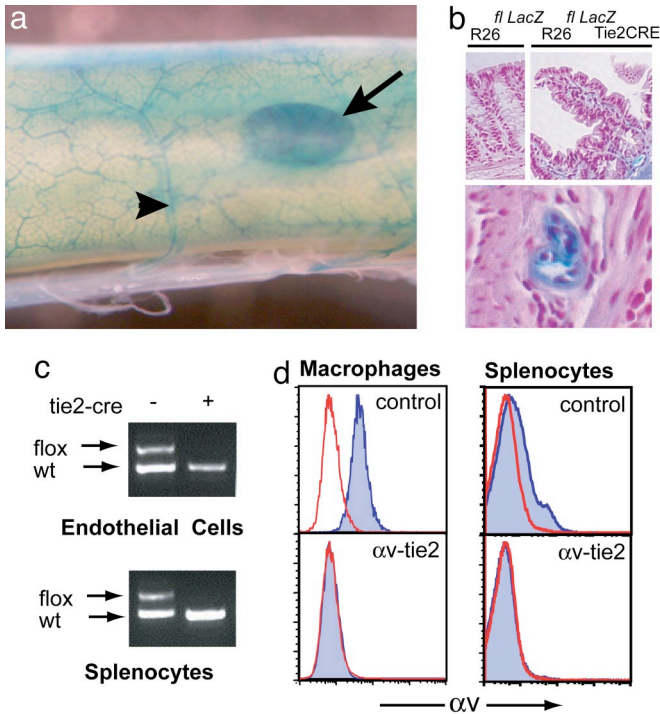 a
b
fl LacZ fl LacZ
R26 R26 Tie2CRE
c
tie2-cre - +
flox
wt
Endothelial Cells
flox
wt
Splenocytes
d
Macrophages Splenocytes
control control
αv-tie2 αv-tie2
αv